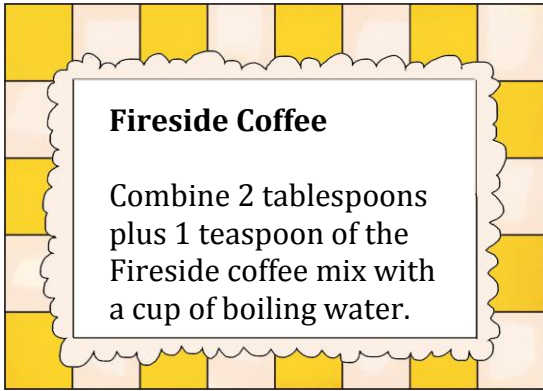 Fireside Coffee
Combine 2 tablespoons
plus 1 teaspoon of the
Fireside coffee mix with
a cup of boiling water.